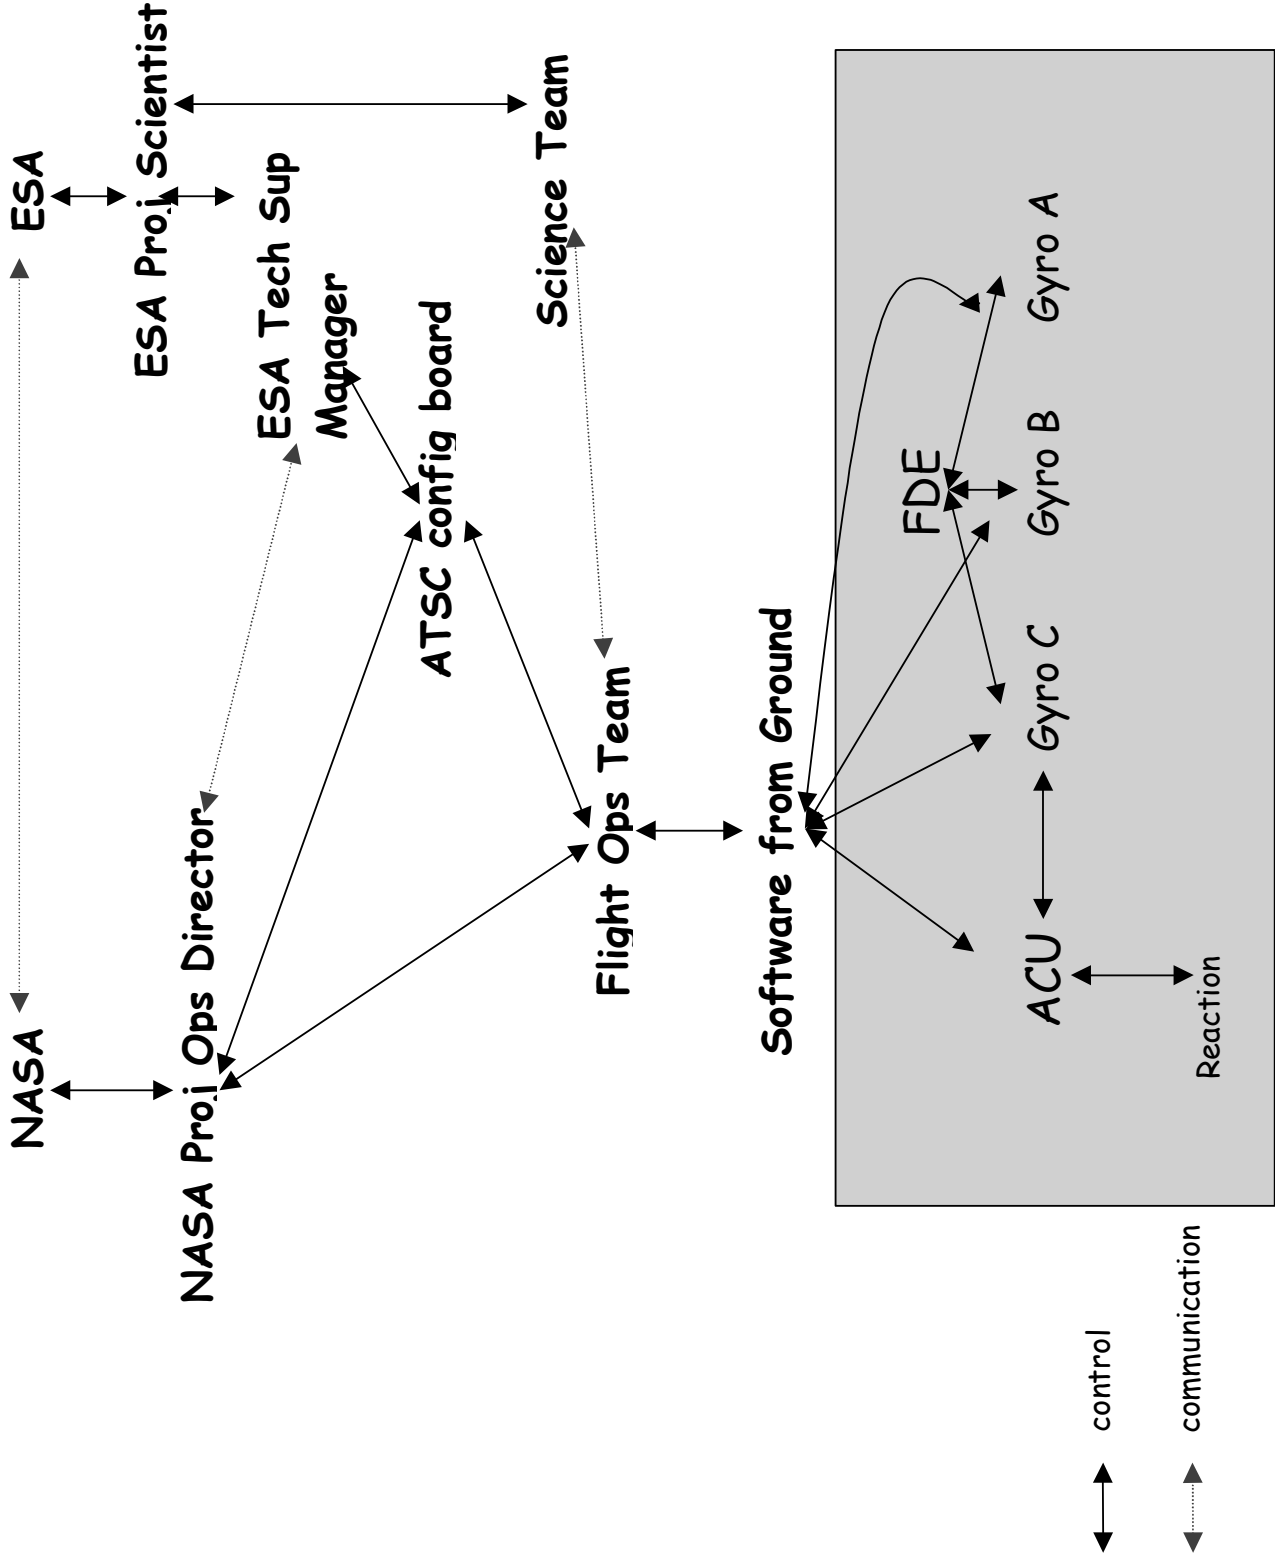 NASA
ESA
NASA Proj Ops Director
ESA Proj Scientist
ESA Tech Sup
Manager
ATSC config board
Science Team
Flight Ops Team
Software from Ground
FDE
ACU
Gyro C
Gyro B
Gyro A
Reaction
control
communication